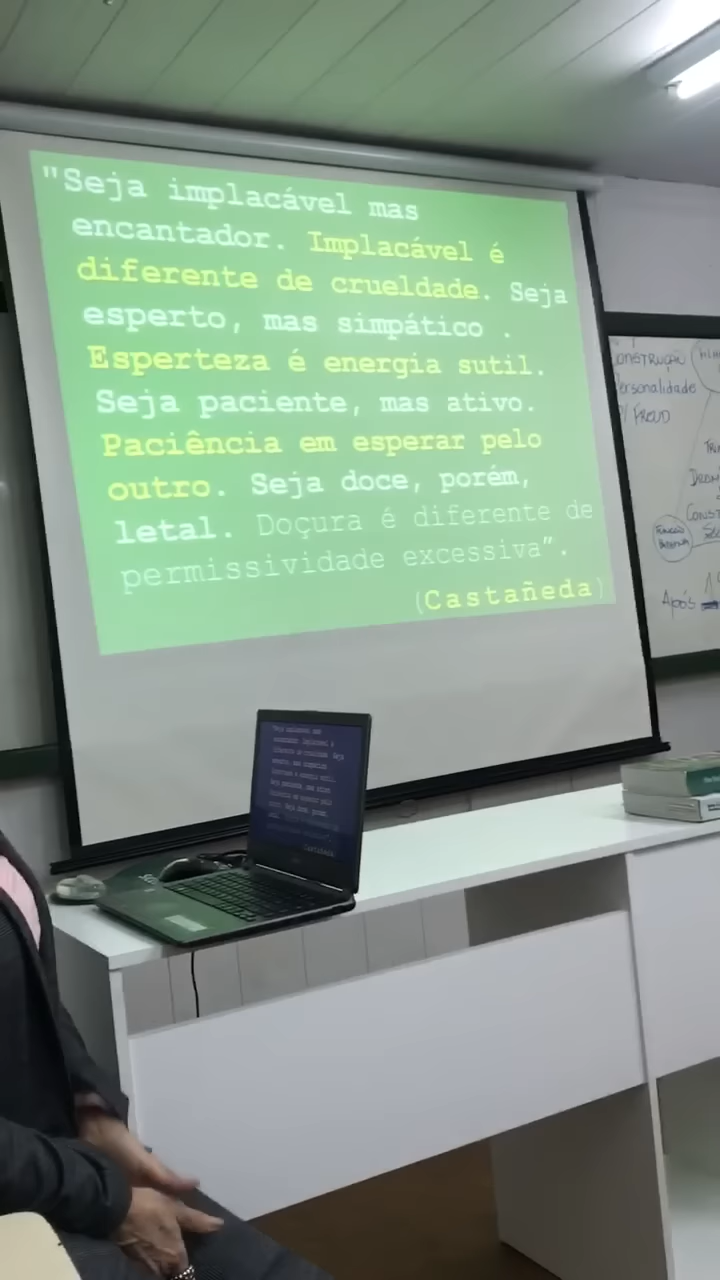 "Seja implacável mas
encantador. Implacável é
diferente de crueldade. Seja
esperto, mas simpático .
Esperteza é energia sutil.
Seja paciente, mas ativo.
Paciência em esperar pelo
outro. Seja doce, porém,
letal. Doçura é diferente de
permissividade excessiva”.
(Castañeda)
Construção
Personalidade
P/ FREUD
Após